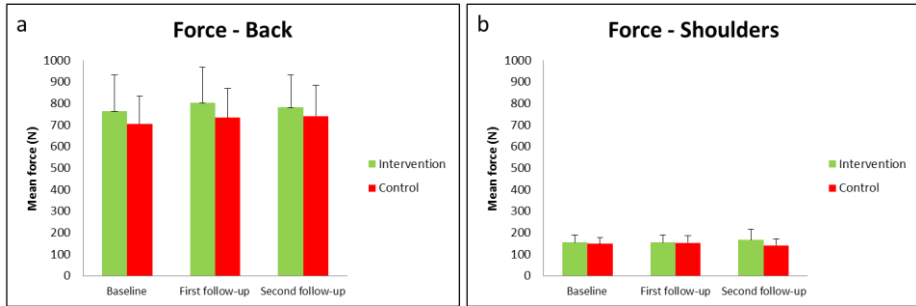 a
Force - Back
Mean force (N)
1000
900
800
700
600
500
400
300
200
100
0
Baseline
First follow-up
Second follow-up
Intervention
Control
b
Force - Shoulders
Mean force (N)
1000
900
800
700
600
500
400
300
200
100
0
Baseline
First follow-up
Second follow-up
Intervention
Control